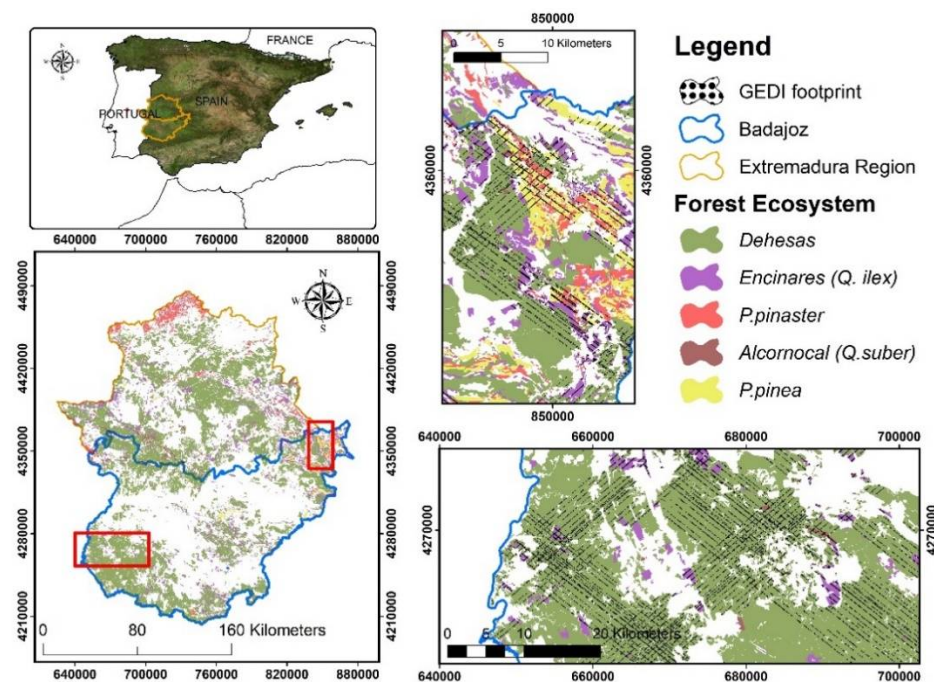 FRANCE
N
W E
S
PORTUGAL
SPAIN
640000 700000 760000 820000 880000
4490000
4420000
4350000
4280000
4210000
N
W E
S
4490000
4420000
4350000
4280000
4210000
0 80 160 Kilometers
640000 700000 760000 820000 880000
850000
0 5 10 Kilometers
4360000
4360000
850000
Legend
GEDI footprint
Badajoz
Extremadura Region
Forest Ecosystem
Dehesas
Encinares (Q. ilex)
P.pinaster
Alcornocal (Q.suber)
P.pinea
640000 660000 680000 700000
4270000
4270000
0 5 10 20 Kilometers
640000 660000 680000 700000